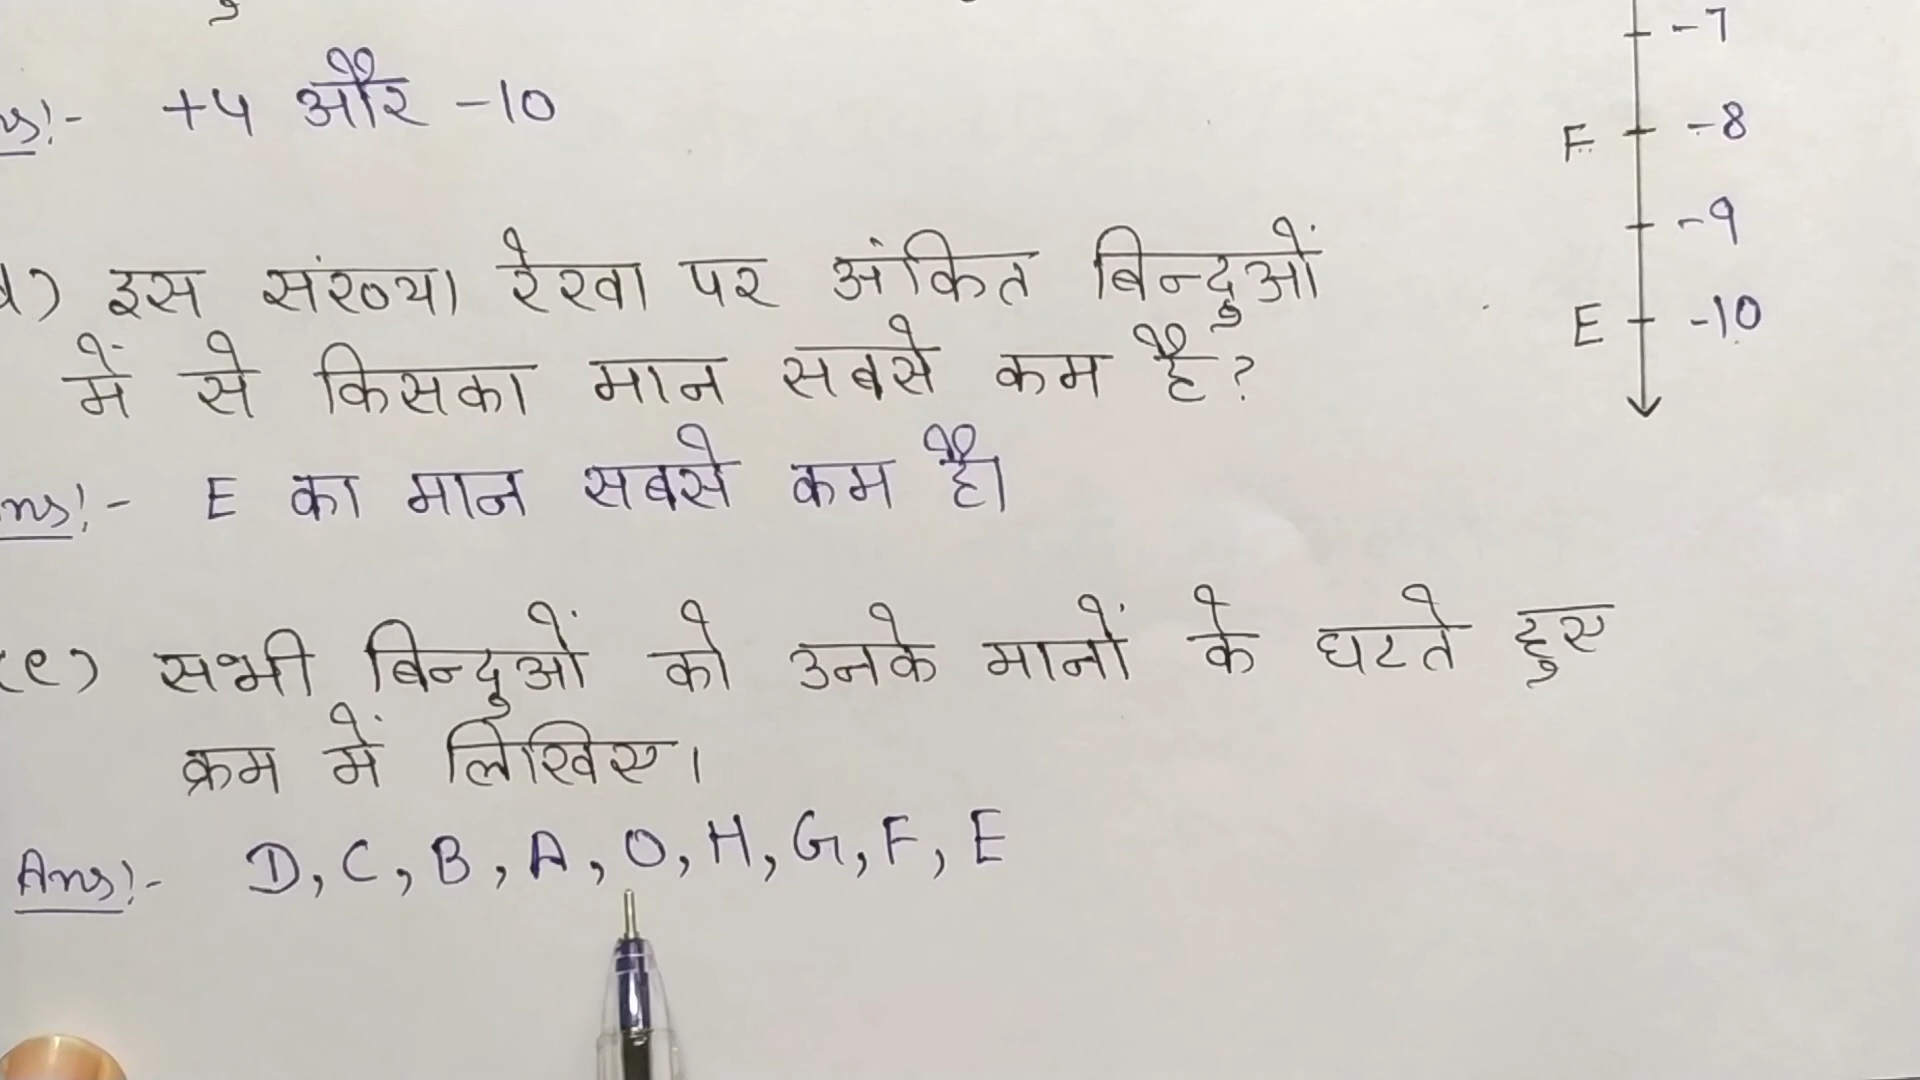 +4 और -10
इस संख्या रेखा पर अंकित बिन्दुओं
में से किसका मान सबसे कम है?
Ans:- E का मान सबसे कम है।
(e) सभी बिन्दुओं को उनके मानों के घटते हुए
क्रम में लिखिए।
Ans:- D, C, B, A, O, H, G, F, E
-7
F -8
-9
E -10